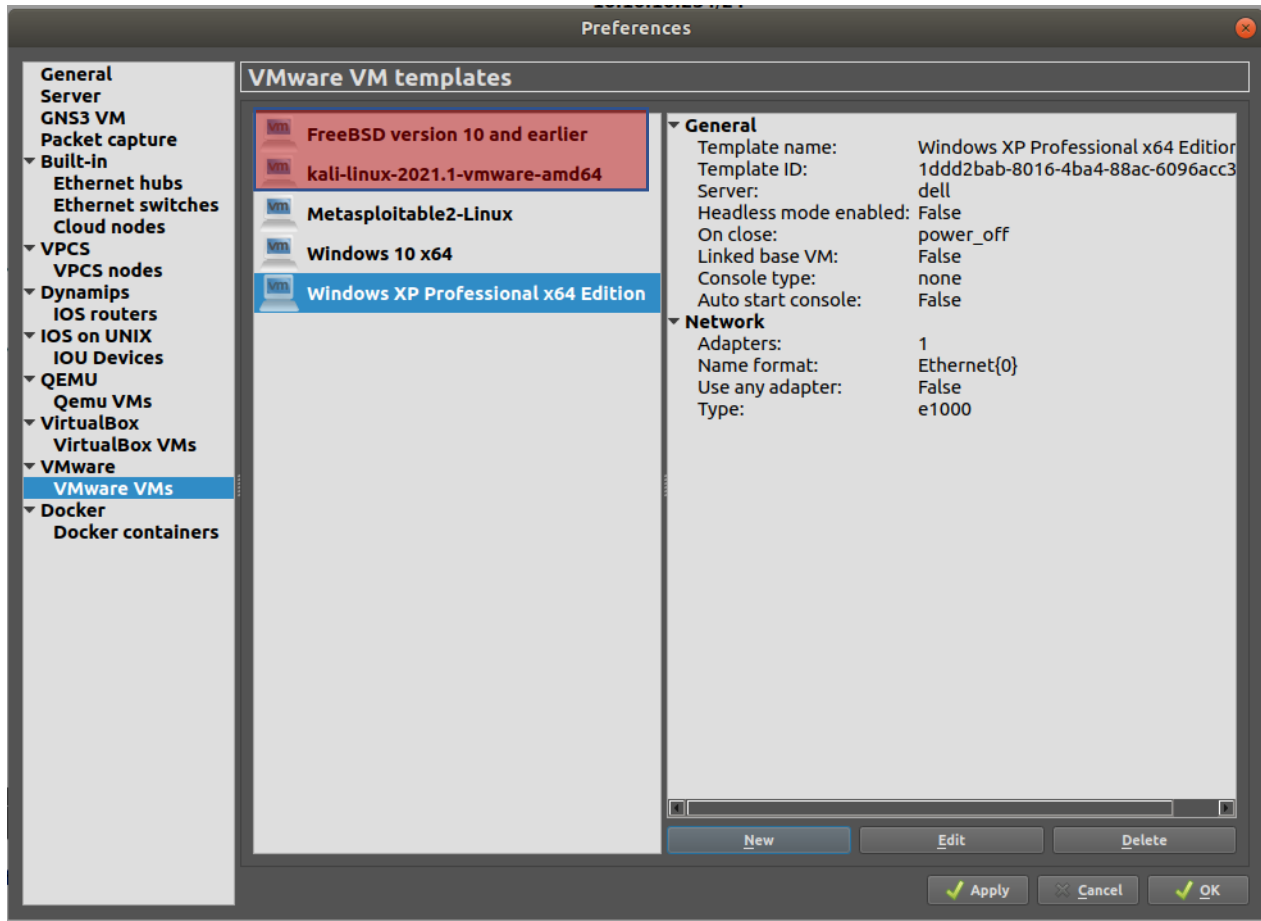 Preferences
General
Server
GNS3 VM
Packet capture
Built-in
Ethernet hubs
Ethernet switches
Cloud nodes
VPCS
VPCS nodes
Dynamips
IOS routers
IOS on UNIX
IOU Devices
QEMU
Qemu VMs
VirtualBox
VirtualBox VMs
VMware
VMware VMs
Docker
Docker containers
VMware VM templates
vm FreeBSD version 10 and earlier
vm kali-linux-2021.1-vmware-amd64
vm Metasploitable2-Linux
vm Windows 10 x64
vm Windows XP Professional x64 Edition
General
Template name: Windows XP Professional x64 Edition
Template ID: 1ddd2bab-8016-4ba4-88ac-6096acc3
Server: dell
Headless mode enabled: False
On close: power_off
Linked base VM: False
Console type: none
Auto start console: False
Network
Adapters: 1
Name format: Ethernet{0}
Use any adapter: False
Type: e1000
New Edit Delete
Apply Cancel OK